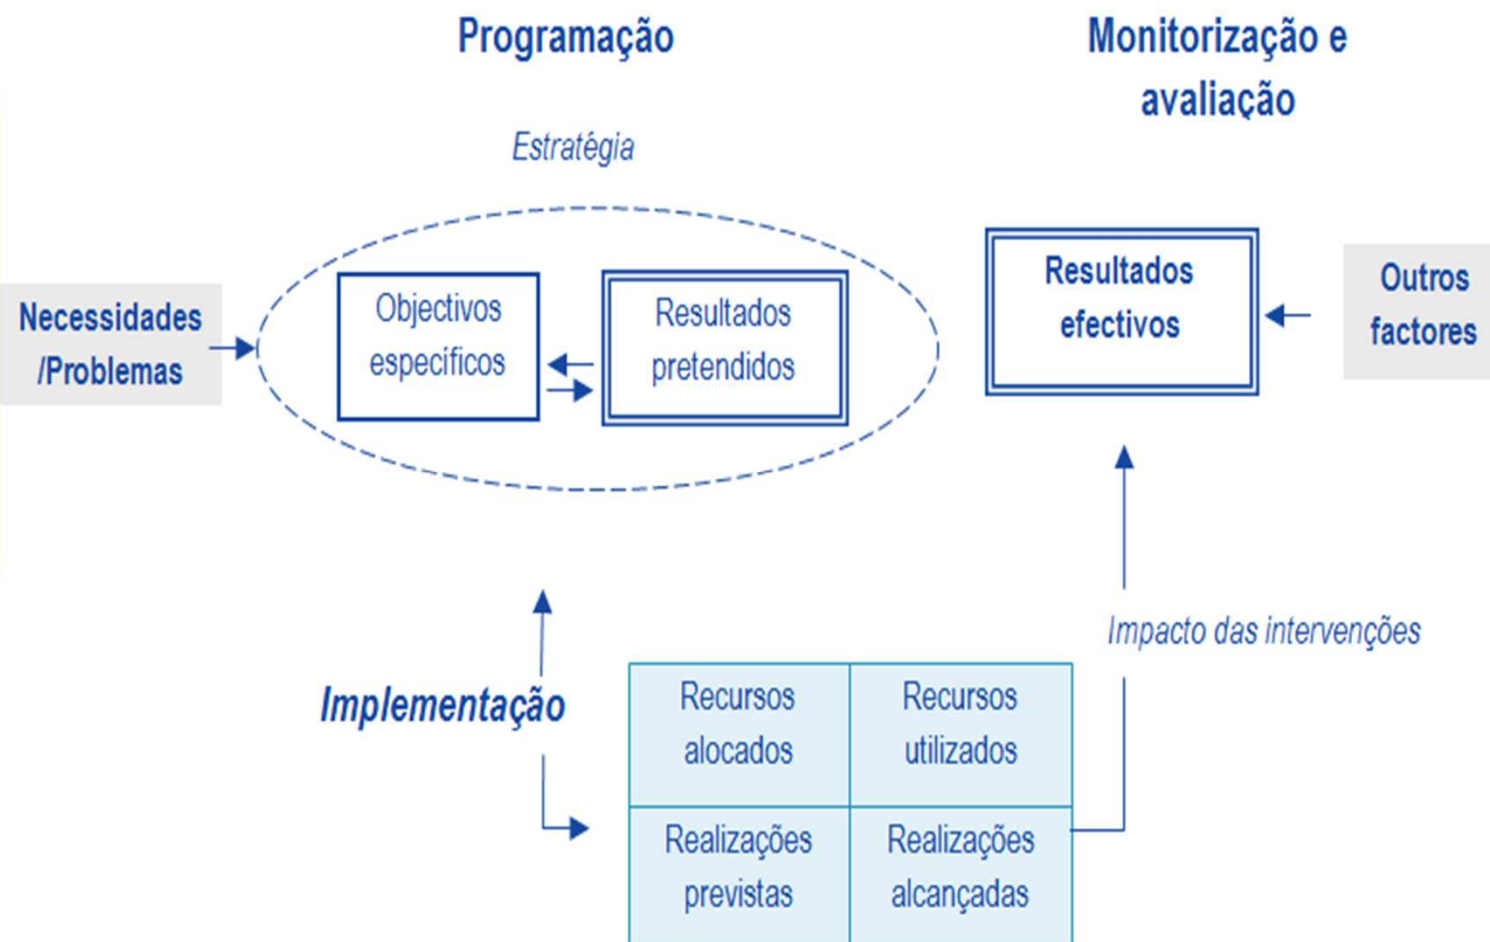 Programação
Monitorização e
avaliação
Estratégia
Necessidades
/Problemas
Objectivos
específicos
Resultados
pretendidos
Resultados
efectivos
Outros
factores
Impacto das intervenções
Implementação
Recursos
alocados
Recursos
utilizados
Realizações
previstas
Realizações
alcançadas